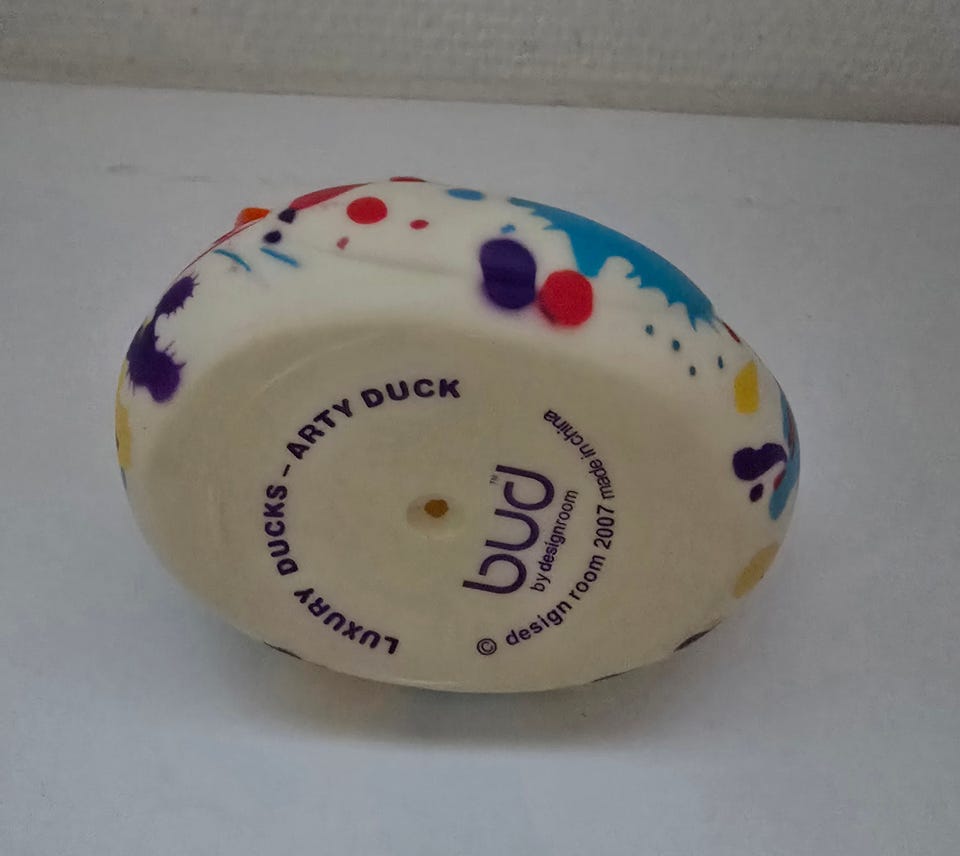 LUXURY DUCKS – ARTY DUCK
bud™
by designroom
© design room 2007 made in china